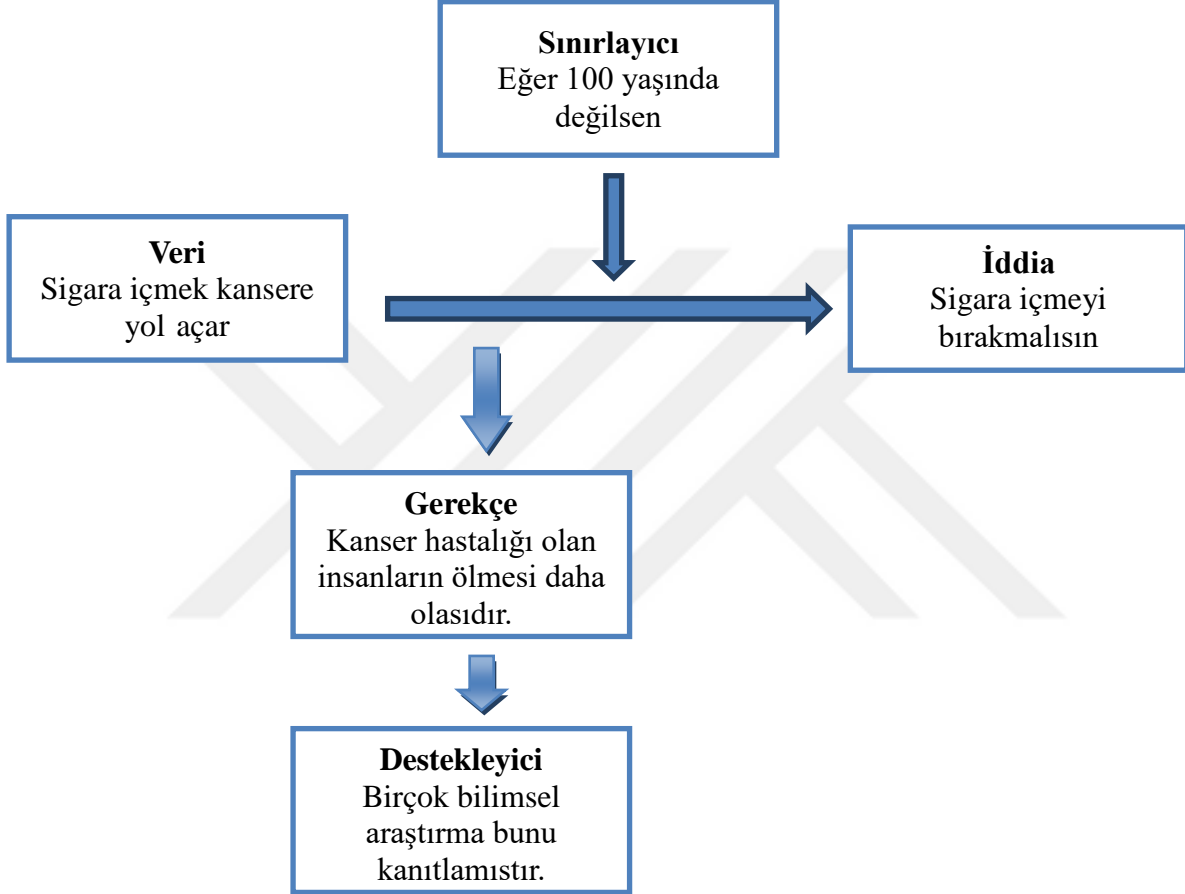 Sınırlayıcı
Eğer 100 yaşında
değilsen
Veri
Sigara içmek kansere
yol açar
İddia
Sigara içmeyi
bırakmalısın
Gerekçe
Kanser hastalığı olan
insanların ölmesi daha
olasıdır.
Destekleyici
Birçok bilimsel
araştırma bunu
kanıtlamıstır.